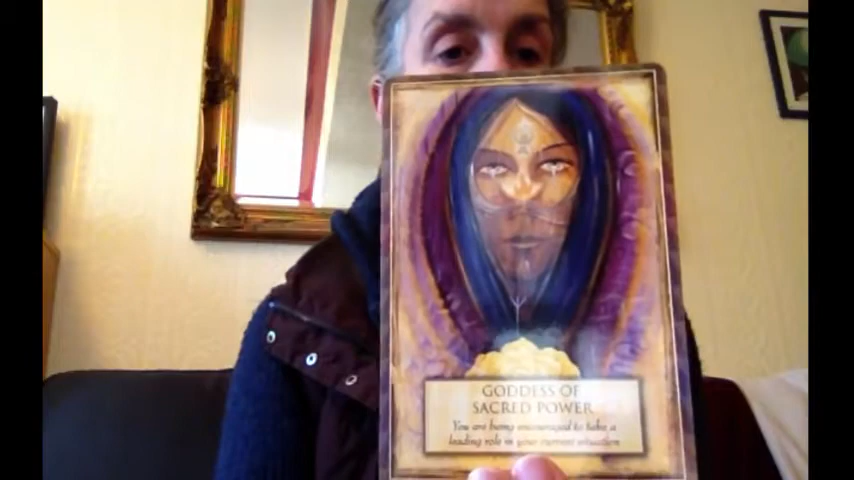 GODDESS OF
SACRED POWER
You are being encouraged to take a
leading role in your current situation